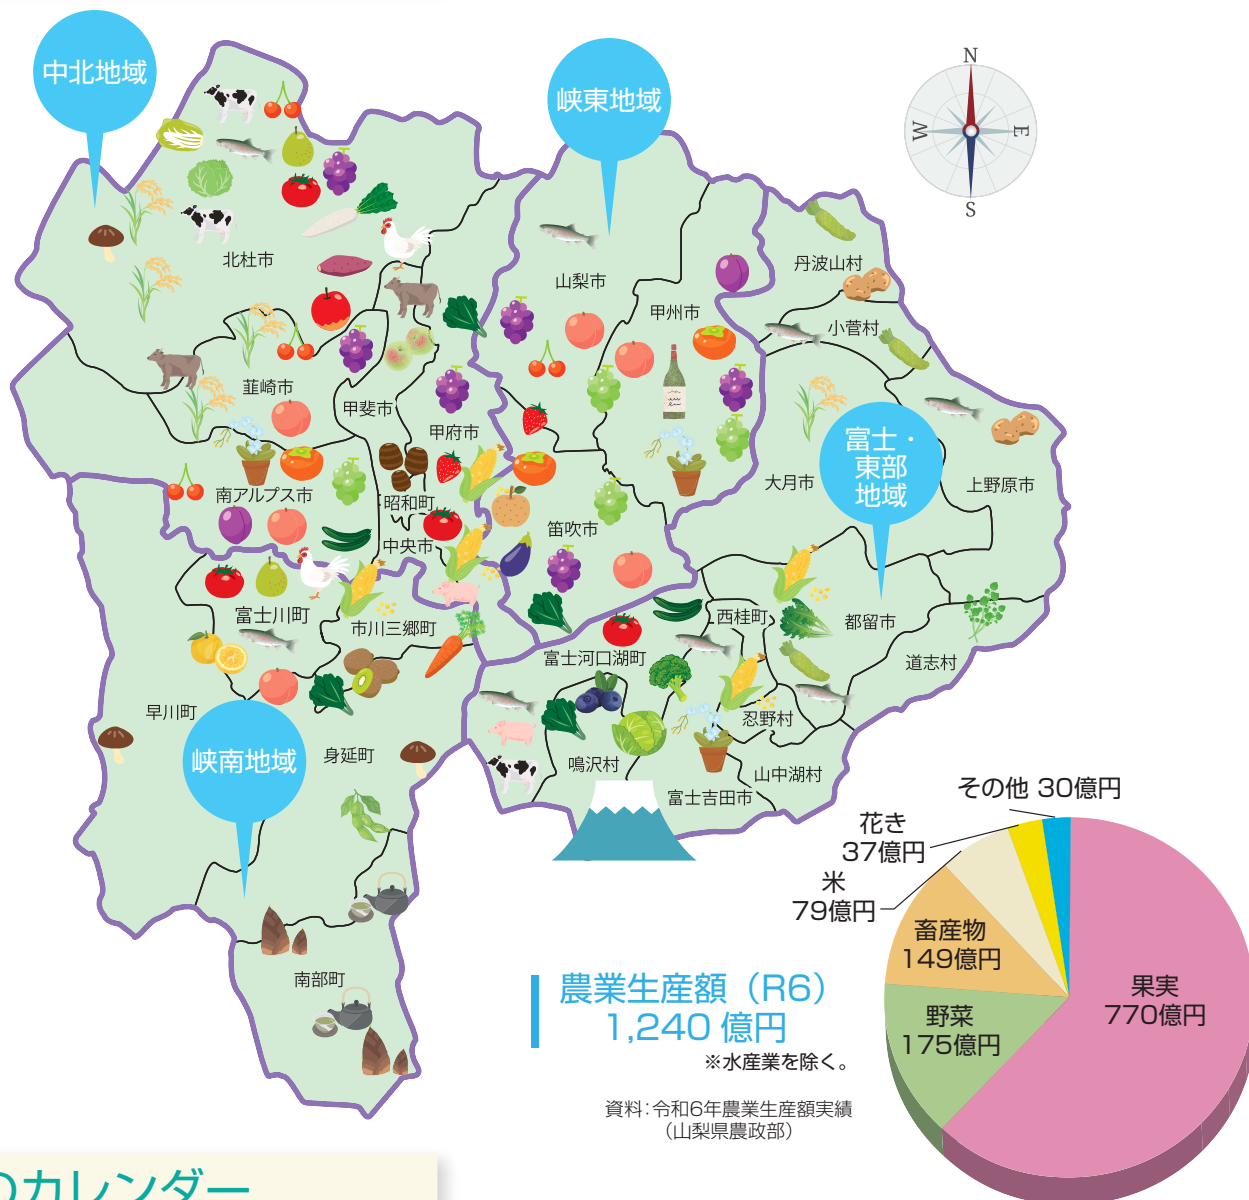 中北地域
峡東地域
N
W
E
S
北杜市
山梨市
甲州市
丹波山村
小菅村
韮崎市
甲斐市
甲府市
富士・
東部
地域
大月市
上野原市
南アルプス市
昭和町
中央市
笛吹市
富士川町
市川三郷町
西桂町
都留市
道志村
富士河口湖町
早川町
峡南地域
身延町
鳴沢村
忍野村
山中湖村
富士吉田市
南部町
その他 30億円
花き
37億円
米
79億円
畜産物
149億円
野菜
175億円
果実
770億円
農業生産額（R6）
1,240 億円
※水産業を除く。
資料：令和6年農業生産額実績
（山梨県農政部）
のカレンダー